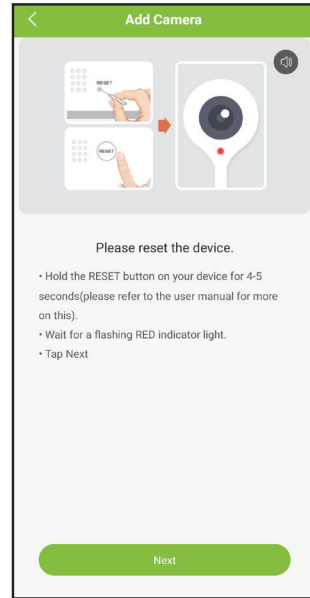 Add Camera
RESET
RESET
Please reset the device.
• Hold the RESET button on your device for 4-5
seconds(please refer to the user manual for more
on this).
• Wait for a flashing RED indicator light.
• Tap Next
Next